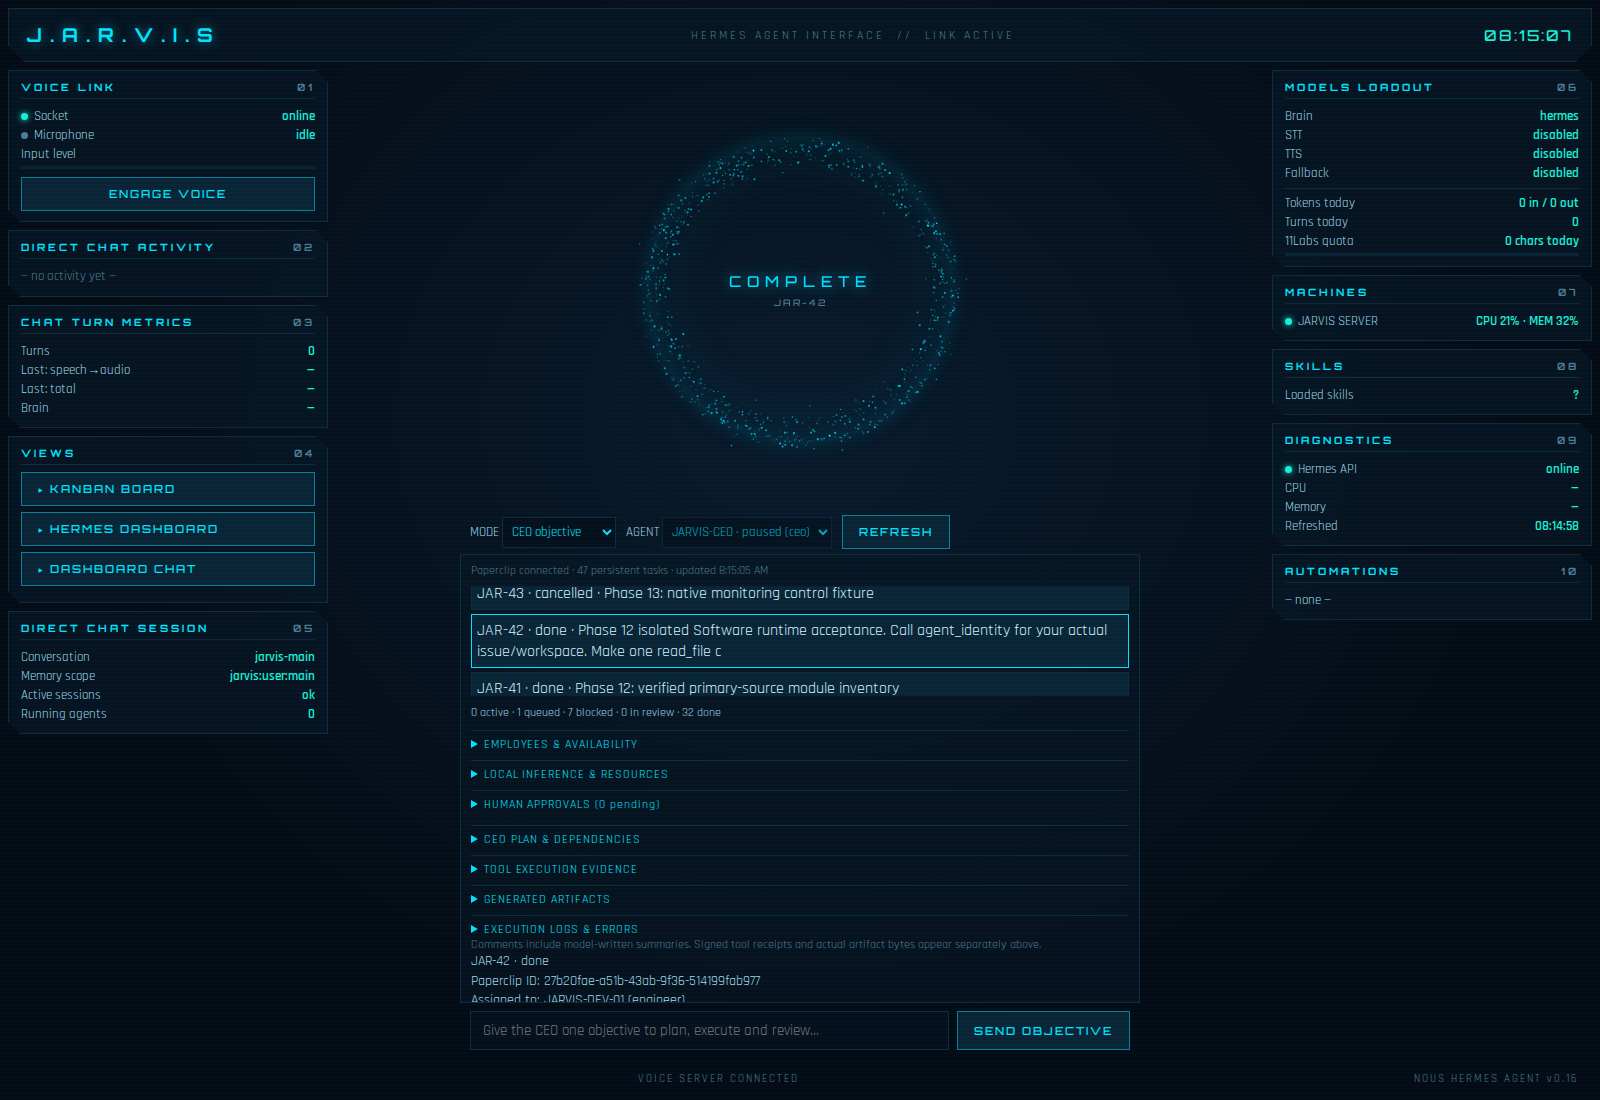 J.A.R.V.I.S
HERMES AGENT INTERFACE // LINK ACTIVE
08:15:07
VOICE LINK 01
Socket online
Microphone idle
Input level
ENGAGE VOICE
DIRECT CHAT ACTIVITY 02
— no activity yet —
CHAT TURN METRICS 03
Turns 0
Last: speech→audio —
Last: total —
Brain —
VIEWS 04
▸ KANBAN BOARD
▸ HERMES DASHBOARD
▸ DASHBOARD CHAT
DIRECT CHAT SESSION 05
Conversation jarvis-main
Memory scope jarvis:user:main
Active sessions ok
Running agents 0
COMPLETE
JAR-42
MODE CEO objective AGENT JARVIS-CEO · paused (ceo) REFRESH
Paperclip connected · 47 persistent tasks · updated 8:15:05 AM
JAR-43 · cancelled · Phase 13: native monitoring control fixture
JAR-42 · done · Phase 12 isolated Software runtime acceptance. Call agent_identity for your actual
issue/workspace. Make one read_file c
JAR-41 · done · Phase 12: verified primary-source module inventory
0 active · 1 queued · 7 blocked · 0 in review · 32 done
▶ EMPLOYEES & AVAILABILITY
▶ LOCAL INFERENCE & RESOURCES
▶ HUMAN APPROVALS (0 pending)
▶ CEO PLAN & DEPENDENCIES
▶ TOOL EXECUTION EVIDENCE
▶ GENERATED ARTIFACTS
▶ EXECUTION LOGS & ERRORS
Comments include model-written summaries. Signed tool receipts and actual artifact bytes appear separately above.
JAR-42 · done
Paperclip ID: 27b20fae-a51b-43ab-9f36-514199fab977
Assigned to: JARVIS-DEV-01 (engineer)
Give the CEO one objective to plan, execute and review...
SEND OBJECTIVE
MODELS LOADOUT 06
Brain hermes
STT disabled
TTS disabled
Fallback disabled
Tokens today 0 in / 0 out
Turns today 0
11Labs quota 0 chars today
MACHINES 07
JARVIS SERVER CPU 21% · MEM 32%
SKILLS 08
Loaded skills ?
DIAGNOSTICS 09
Hermes API online
CPU —
Memory —
Refreshed 08:14:58
AUTOMATIONS 10
— none —
VOICE SERVER CONNECTED
NOUS HERMES AGENT v0.16